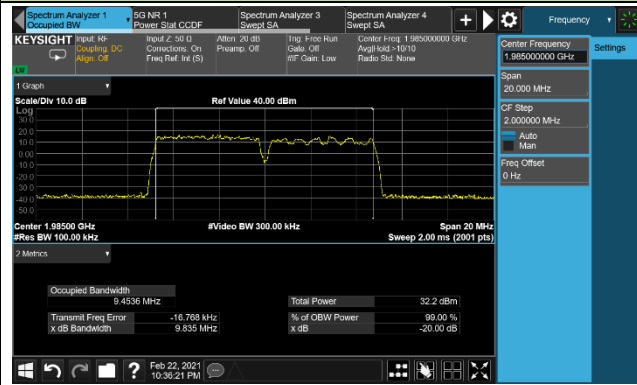 Spectrum Analyzer 1
Occupied BW
5G NR 1
Power Stat CCDF
Spectrum Analyzer 3
Swept SA
Spectrum Analyzer 4
Swept SA
Frequency
KEYSIGHT
Input: RF
Coupling: DC
Align: Off
Input Z: 50 Ω
Corrections: On
Freq Ref: Int (S)
Atten: 20 dB
Preamp: Off
Trig: Free Run
Gate: Off
#IF Gain: Low
Center Freq: 1.985000000 GHz
Avg|Hold:>10/10
Radio Std: None
Center Frequency
1.985000000 GHz
Settings
Span
20.000 MHz
CF Step
2.000000 MHz
Auto
Man
Freq Offset
0 Hz
1 Graph
Scale/Div 10.0 dB
Ref Value 40.00 dBm
Log
30.0
20.0
10.0
0.00
-10.0
-20.0
-30.0
-40.0
50.0
Center 1.98500 GHz
#Video BW 300.00 kHz
Span 20 MHz
#Res BW 100.00 kHz
Sweep 2.00 ms (2001 pts)
2 Metrics
Occupied Bandwidth
9.4536 MHz
Total Power
32.2 dBm
Transmit Freq Error
-16.768 kHz
% of OBW Power
99.00 %
x dB Bandwidth
9.835 MHz
x dB
-20.00 dB
Feb 22, 2021
10:36:21 PM